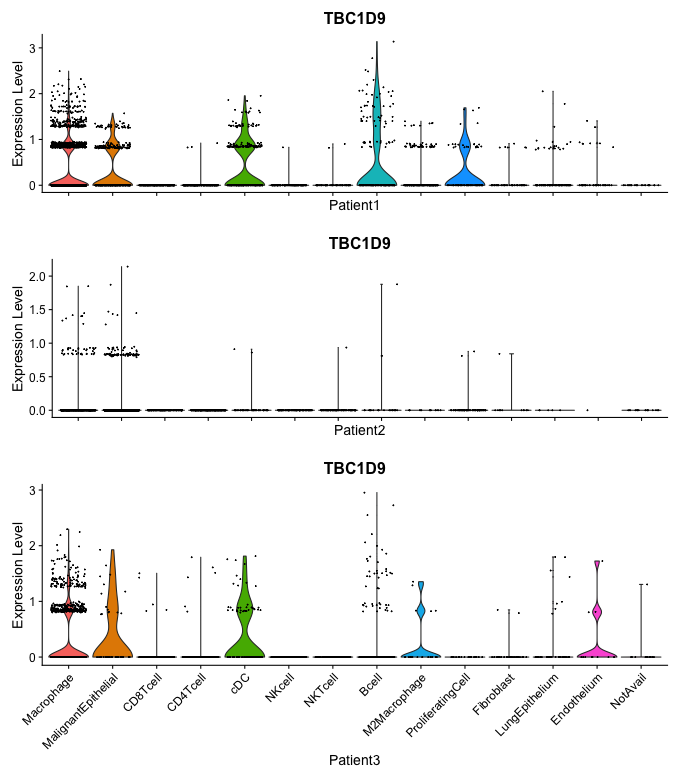 TBC1D9
Expression Level
3
2
1
0
Patient1
TBC1D9
Expression Level
2.0
1.5
1.0
0.5
0.0
Patient2
TBC1D9
Expression Level
3
2
1
0
Macrophage
MalignantEpithelial
CD8Tcell
CD4Tcell
cDC
NKcell
NKTcell
Bcell
M2Macrophage
ProliferatingCell
Fibroblast
LungEpithelium
Endothelium
NotAvail
Patient3